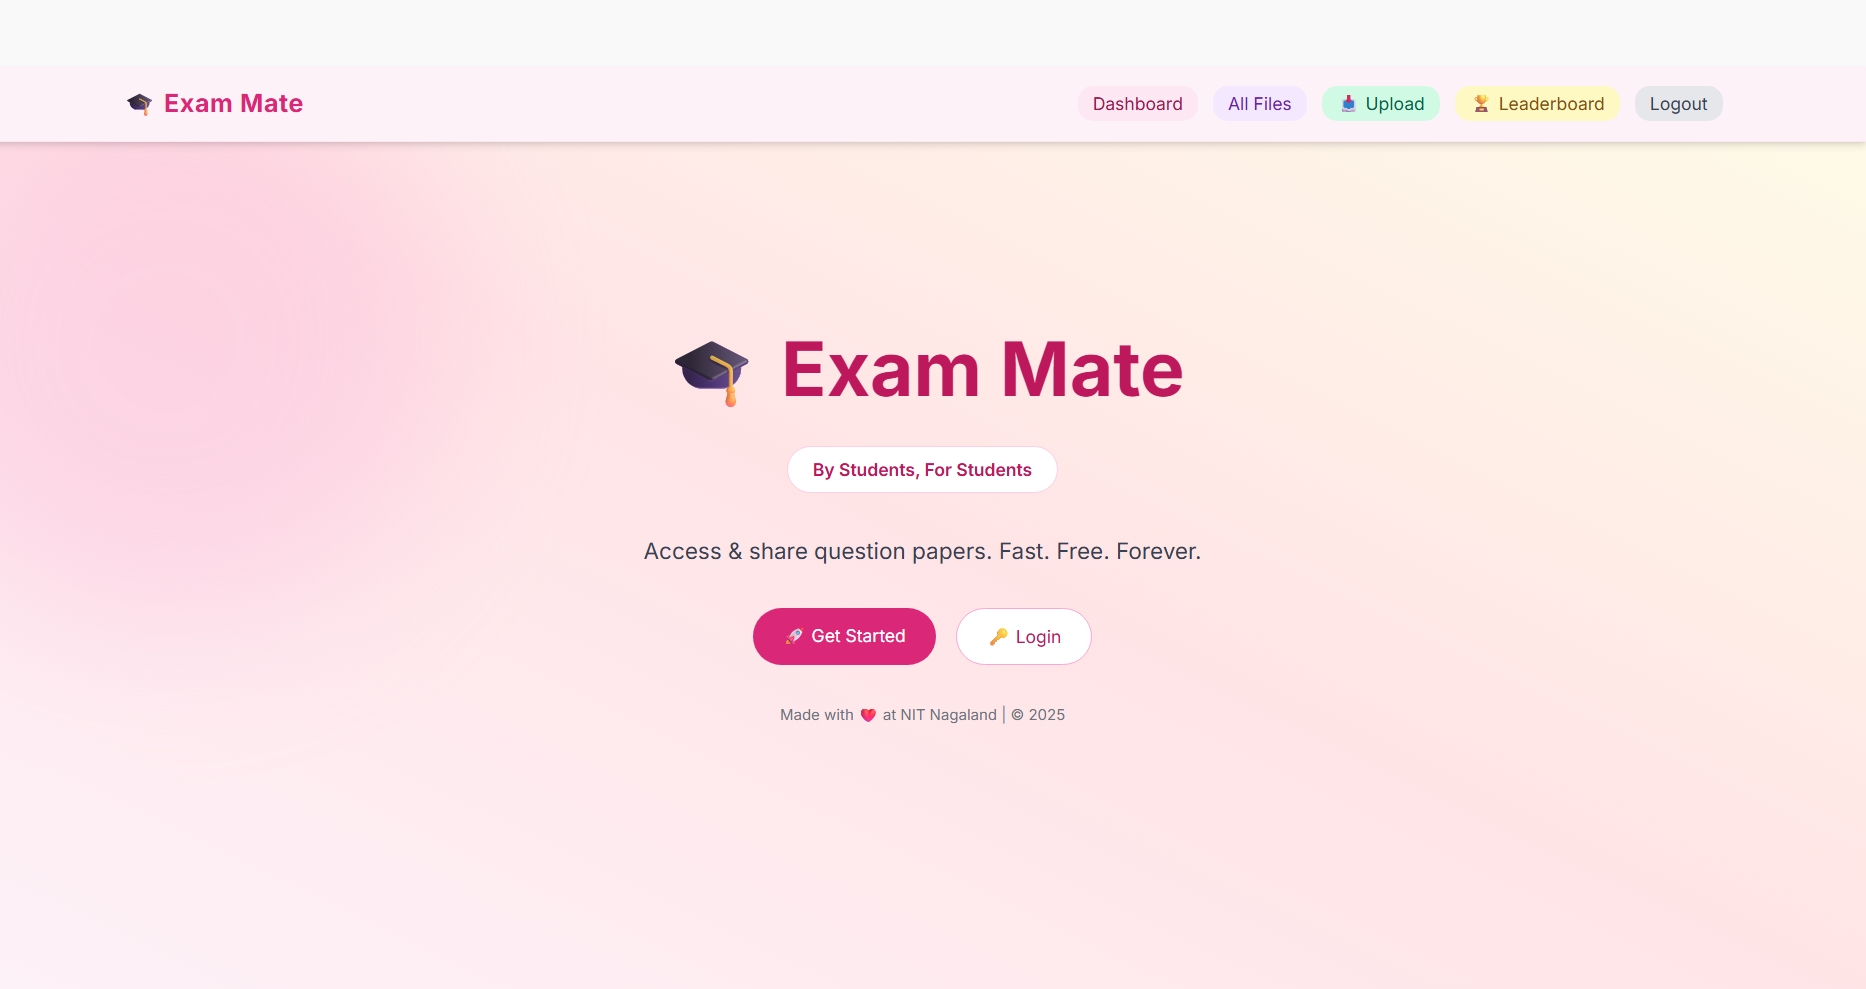 Exam Mate
Dashboard
All Files
Upload
Leaderboard
Logout
Exam Mate
By Students, For Students
Access & share question papers. Fast. Free. Forever.
Get Started
Login
Made with ❤️ at NIT Nagaland | © 2025